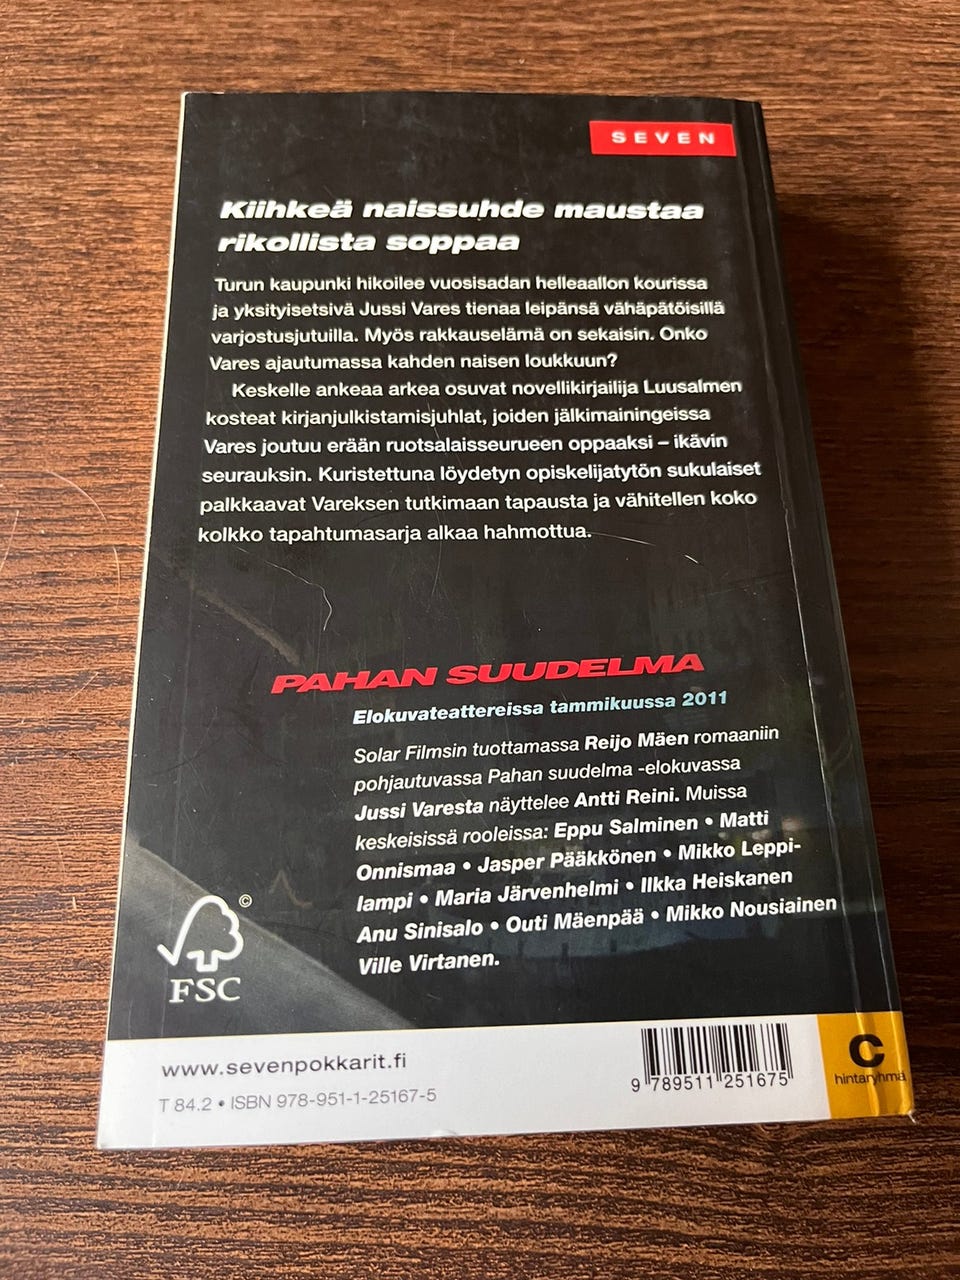 SEVEN
Kiihkeä naissuhde maustaa
rikollista soppaa
Turun kaupunki hikoilee vuosisadan helleaallon kourissa
ja yksityisetsivä Jussi Vares tienaa leipänsä vähäpätöisillä
varjostusjutuilla. Myös rakkauselämä on sekaisin. Onko
Vares ajautumassa kahden naisen loukkuun?
Keskelle ankeaa arkea osuvat novellikirjailija Luusalmen
kosteat kirjanjulkistamisjuhlat, joiden jälkimainingeissa
Vares joutuu erään ruotsalaisseurueen oppaaksi – ikävin
seurauksin. Kuristettuna löydetyn opiskelijatytön sukulaiset
palkkaavat Vareksen tutkimaan tapausta ja vähitellen koko
kolkko tapahtumasarja alkaa hahmottua.
PAHAN SUUDELMA
Elokuvateattereissa tammikuussa 2011
Solar Filmsin tuottamassa Reijo Mäen romaaniin
pohjautuvassa Pahan suudelma -elokuvassa
Jussi Varesta näyttelee Antti Reini. Muissa
keskeisissä rooleissa: Eppu Salminen • Matti
Onnismaa • Jasper Pääkkönen • Mikko Leppi-
lampi • Maria Järvenhelmi • Ilkka Heiskanen
Anu Sinisalo • Outi Mäenpää • Mikko Nousiainen
Ville Virtanen.
©
FSC
www.sevenpokkarit.fi
T 84.2 • ISBN 978-951-1-25167-5
9 789511 251675
C
hintaryhmä